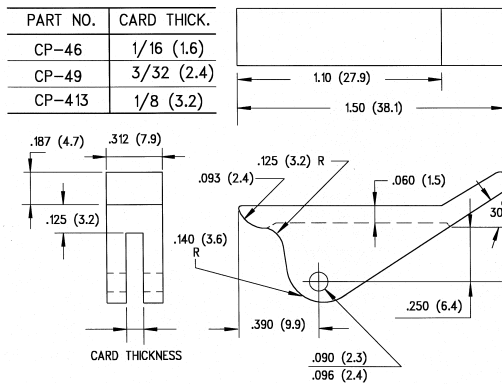 PART NO. CARD THICK.
CP-46 1/16 (1.6)
CP-49 3/32 (2.4)
CP-413 1/8 (3.2)
1.10 (27.9)
1.50 (38.1)
.187 (4.7)
.312 (7.9)
.125 (3.2) R
.093 (2.4)
.060 (1.5)
30
.125 (3.2)
.140 (3.6)
R
.250 (6.4)
.390 (9.9)
CARD THICKNESS
.090 (2.3)
.096 (2.4)